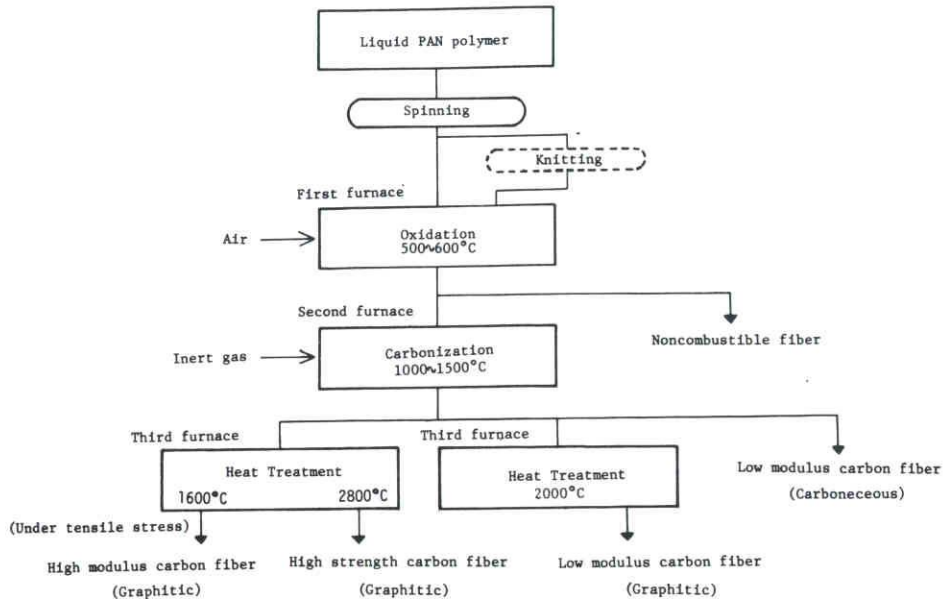 Liquid PAN polymer
Spinning
Knitting
First furnace
Air
Oxidation
500~600°C
Second furnace
Noncombustible fiber
Inert gas
Carbonization
1000~1500°C
Third furnace
Third furnace
Heat Treatment
1600°C 2800°C
Heat Treatment
2000°C
Low modulus carbon fiber
(Carboneceous)
(Under tensile stress)
High modulus carbon fiber
(Graphitic)
High strength carbon fiber
(Graphitic)
Low modulus carbon fiber
(Graphitic)